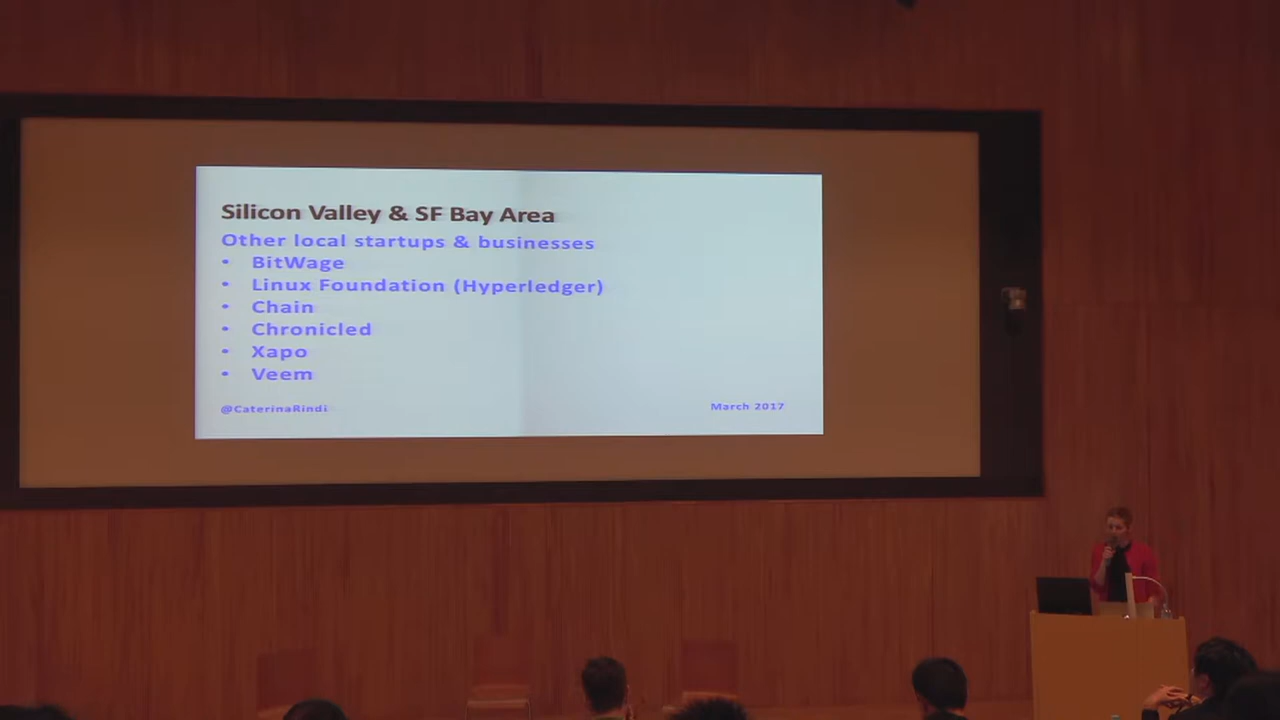 Silicon Valley & SF Bay Area
Other local startups & businesses
• BitWage
• Linux Foundation (Hyperledger)
• Chain
• Chronicled
• Xapo
• Veem
@CaterinaRindi
March 2017